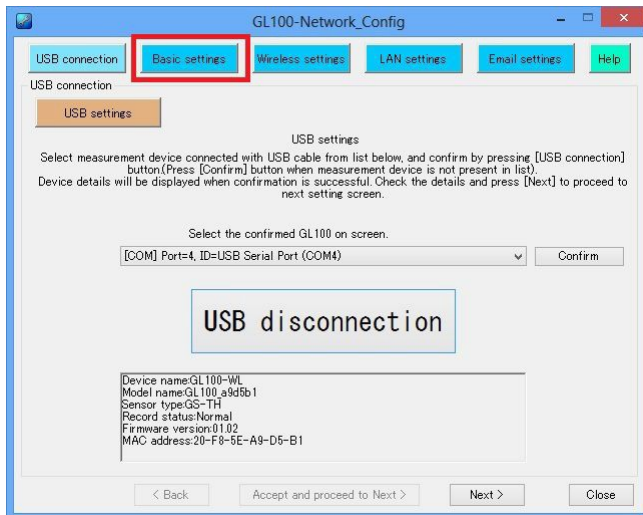 GL100-Network_Config
USB connection
Basic settings
Wireless settings
LAN settings
Email settings
Help
USB connection
USB settings
USB settings
Select measurement device connected with USB cable from list below, and confirm by pressing [USB connection]
button.(Press [Confirm] button when measurement device is not present in list).
Device details will be displayed when confirmation is successful. Check the details and press [Next] to proceed to
next setting screen.
Select the confirmed GL100 on screen.
[COM] Port=4, ID=USB Serial Port (COM4)
Confirm
USB disconnection
Device name:GL100-WL
Model name:GL100_a9d5b1
Sensor type:GS-TH
Record status:Normal
Firmware version:01.02
MAC address:20-F8-5E-A9-D5-B1
< Back
Accept and proceed to Next >
Next >
Close